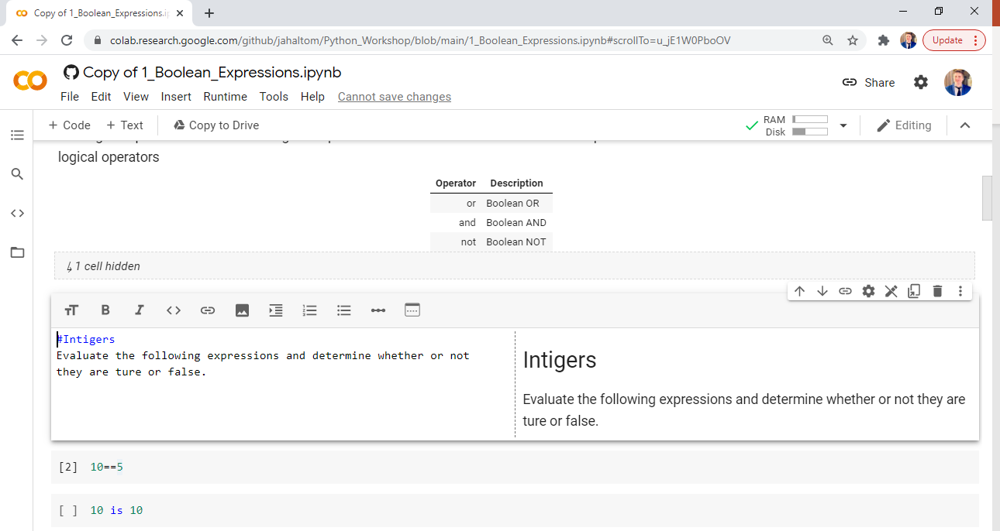 Copy of 1_Boolean_Expressions.i
colab.research.google.com/github/jahaltom/Python_Workshop/blob/main/1_Boolean_Expressions.ipynb#scrollTo=u_jE1W0PboOV
Update
Copy of 1_Boolean_Expressions.ipynb
File Edit View Insert Runtime Tools Help Cannot save changes
Share
+ Code + Text Copy to Drive
RAM
Disk
Editing
logical operators
Operator Description
or Boolean OR
and Boolean AND
not Boolean NOT
1 cell hidden
#Intigers
Evaluate the following expressions and determine whether or not
they are ture or false.
Intigers
Evaluate the following expressions and determine whether or not they are
ture or false.
[2] 10==5
[ ] 10 is 10